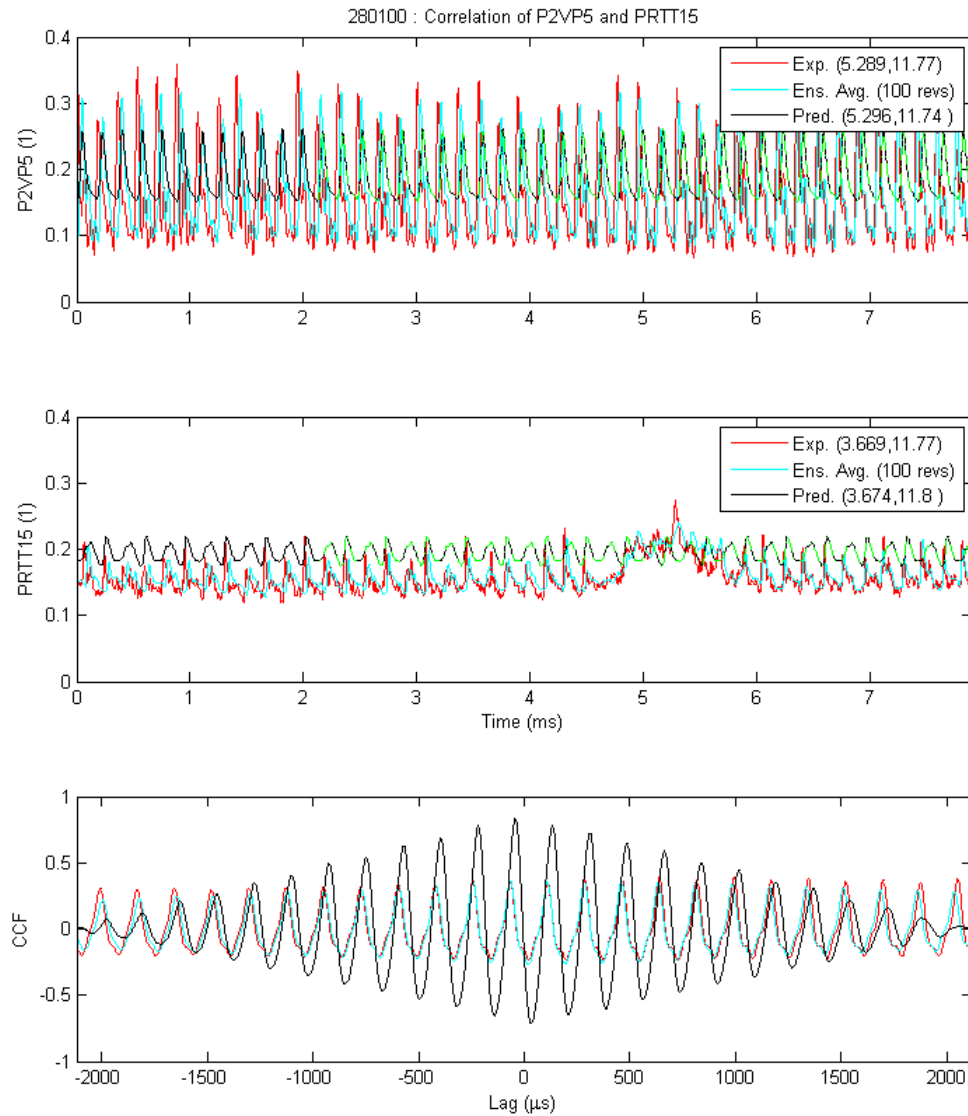 280100 : Correlation of P2VP5 and PRTT15
P2VP5 (1)
0.4
0.3
0.2
0.1
0
Exp. (5.289,11.77)
Ens. Avg. (100 revs)
Pred. (5.296,11.74 )
0 1 2 3 4 5 6 7
PRTT15 (1)
0.4
0.3
0.2
0.1
0
Exp. (3.669,11.77)
Ens. Avg. (100 revs)
Pred. (3.674,11.8 )
0 1 2 3 4 5 6 7
Time (ms)
CCF
1
0.5
0
-0.5
-1
-2000 -1500 -1000 -500 0 500 1000 1500 2000
Lag (μs)